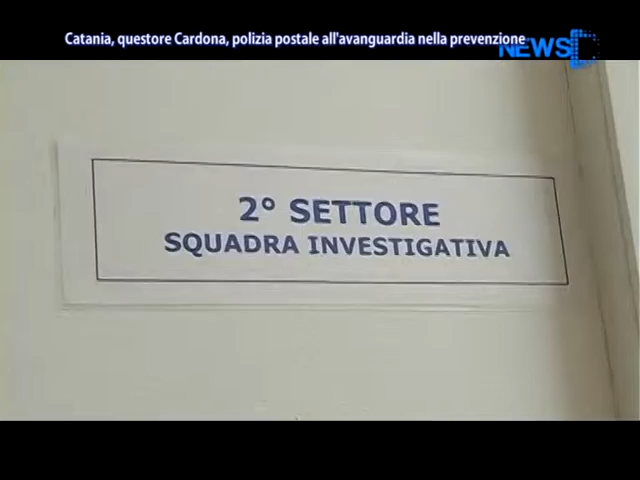 Catania, questore Cardona, polizia postale all'avanguardia nella prevenzione
NEWS
2° SETTORE
SQUADRA INVESTIGATIVA